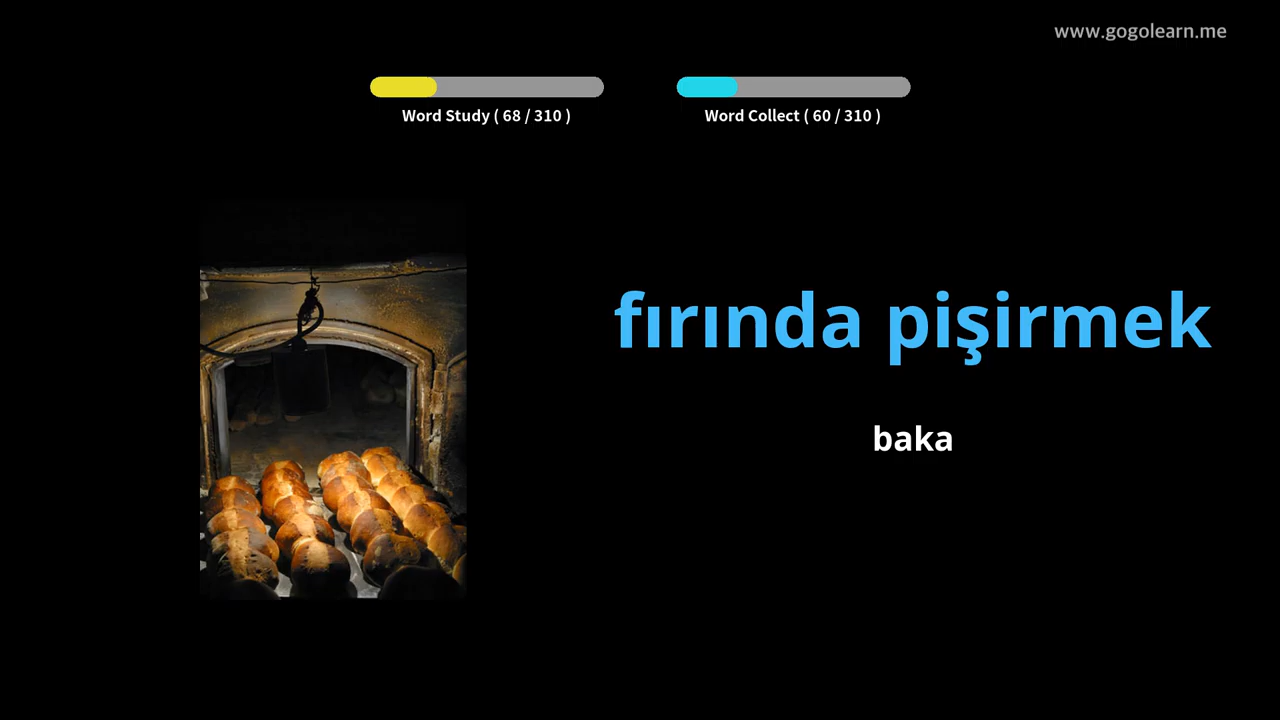 www.gogolearn.me
Word Study ( 68 / 310 )
Word Collect ( 60 / 310 )
fırında pişirmek
baka